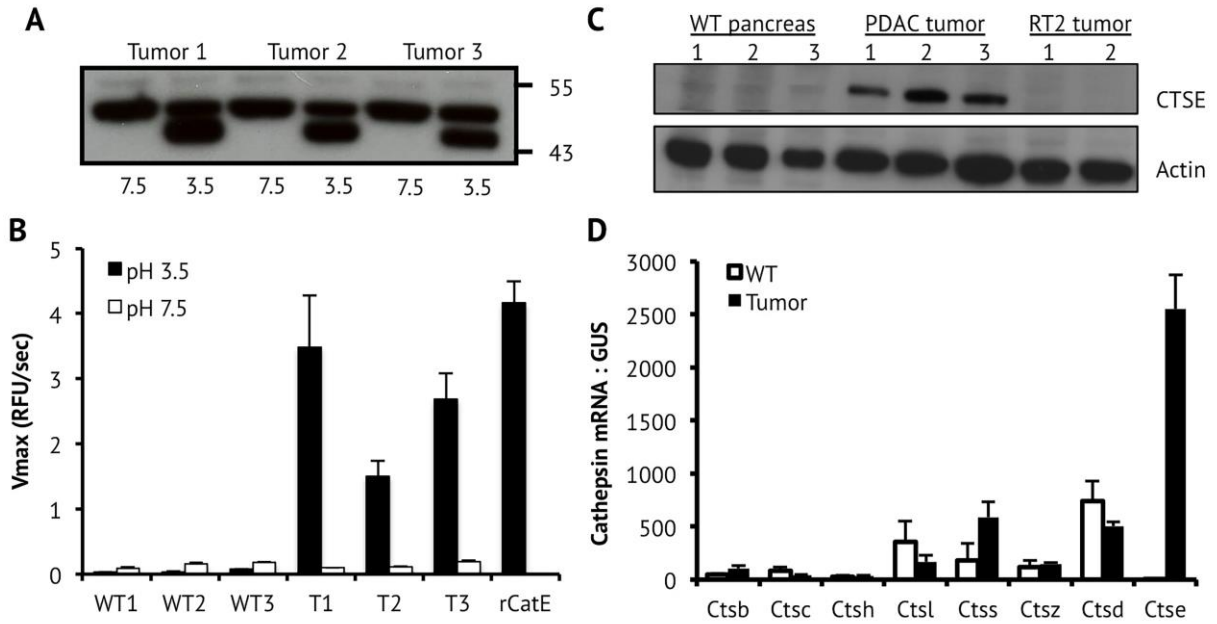 A
Tumor 1 Tumor 2 Tumor 3
55
43
7.5 3.5 7.5 3.5 7.5 3.5
B
Vmax (RFU/sec)
5
4
3
2
1
0
pH 3.5
pH 7.5
WT1 WT2 WT3 T1 T2 T3 rCatE
C
WT pancreas PDAC tumor RT2 tumor
1 2 3 1 2 3 1 2
CTSE
Actin
D
Cathepsin mRNA : GUS
3000
2500
2000
1500
1000
500
0
WT
Tumor
Ctsb Ctsc Ctsh Ctsl Ctss Ctsz Ctsd Ctse